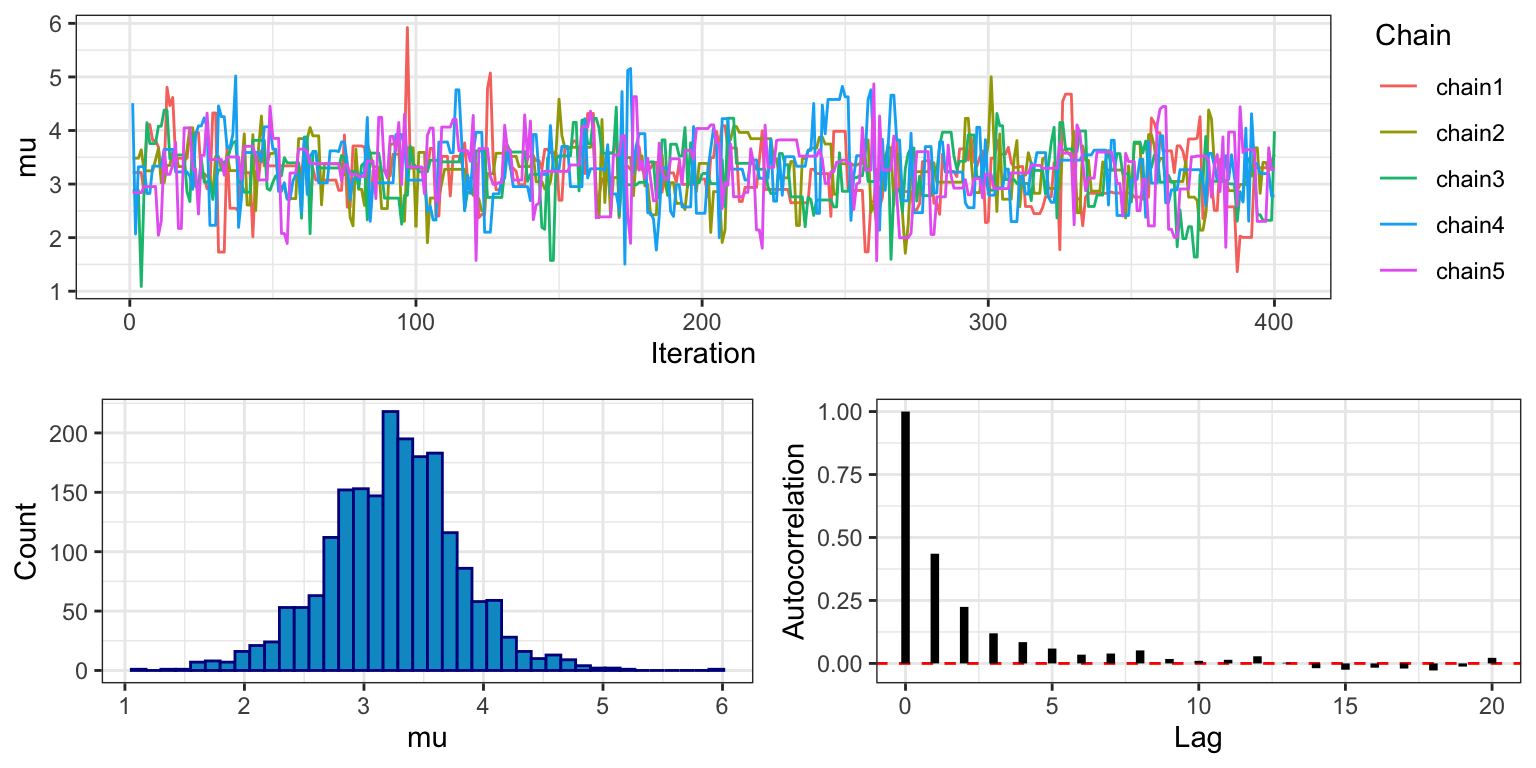 6
5
4
3
2
1
mu
0 100 200 300 400
Iteration
Chain
chain1
chain2
chain3
chain4
chain5
200
150
100
50
0
Count
1 2 3 4 5 6
mu
1.00
0.75
0.50
0.25
0.00
Autocorrelation
0 5 10 15 20
Lag